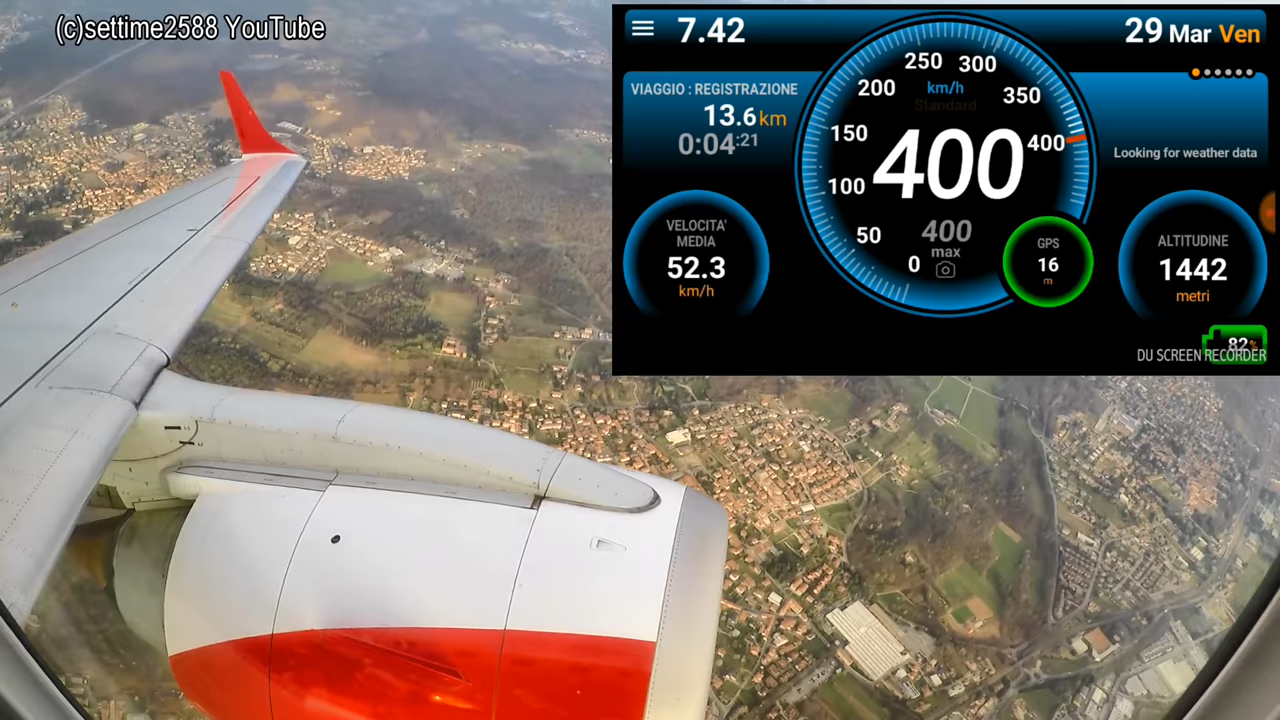 (c)settime2588 YouTube
7.42
29 Mar Ven
VIAGGIO : REGISTRAZIONE
13.6 km
0:04:21
VELOCITA'
MEDIA
52.3
km/h
0
50
100
150
200
250
300
350
400
km/h
Standard
400
400
max
GPS
16
m
Looking for weather data
ALTITUDINE
1442
metri
82%
DU SCREEN RECORDER